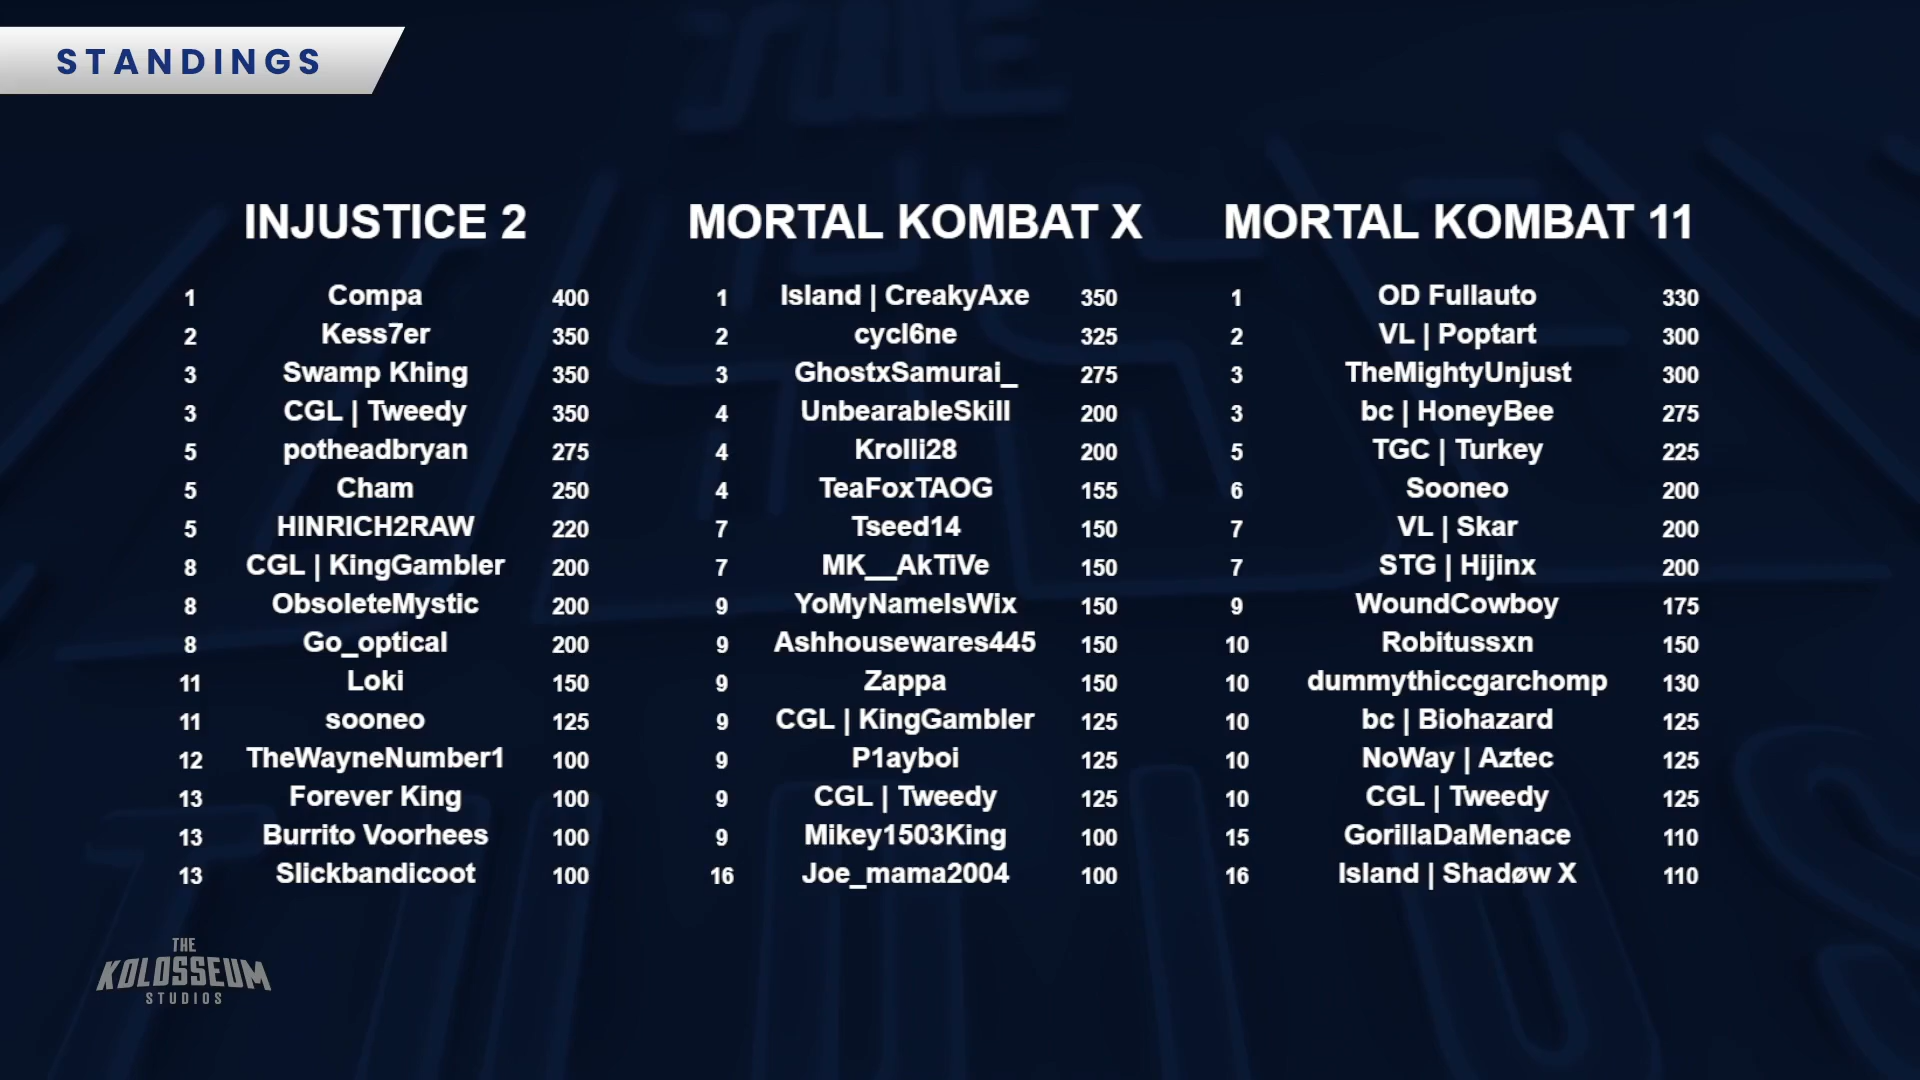 STANDINGS
INJUSTICE 2
1 Compa 400
2 Kess7er 350
3 Swamp Khing 350
3 CGL | Tweedy 350
5 potheadbryan 275
5 Cham 250
5 HINRICH2RAW 220
8 CGL | KingGambler 200
8 ObsoleteMystic 200
8 Go_optical 200
11 Loki 150
11 sooneo 125
12 TheWayneNumber1 100
13 Forever King 100
13 Burrito Voorhees 100
13 Slickbandicoot 100
MORTAL KOMBAT X
1 Island | CreakyAxe 350
2 cycl6ne 325
3 GhostxSamurai_ 275
4 UnbearableSkill 200
4 Krolli28 200
4 TeaFoxTAOG 155
7 Tseed14 150
7 MK__AkTiVe 150
9 YoMyNameIsWix 150
9 Ashhousewares445 150
9 Zappa 150
9 CGL | KingGambler 125
9 P1ayboi 125
9 CGL | Tweedy 125
9 Mikey1503King 100
16 Joe_mama2004 100
MORTAL KOMBAT 11
1 OD Fullauto 330
2 VL | Poptart 300
3 TheMightyUnjust 300
3 bc | HoneyBee 275
5 TGC | Turkey 225
6 Sooneo 200
7 VL | Skar 200
7 STG | Hijinx 200
9 WoundCowboy 175
10 Robitussxn 150
10 dummythiccgarchomp 130
10 bc | Biohazard 125
10 NoWay | Aztec 125
10 CGL | Tweedy 125
15 GorillaDaMenace 110
16 Island | Shadøw X 110
THE
KOLOSSEUM
STUDIOS